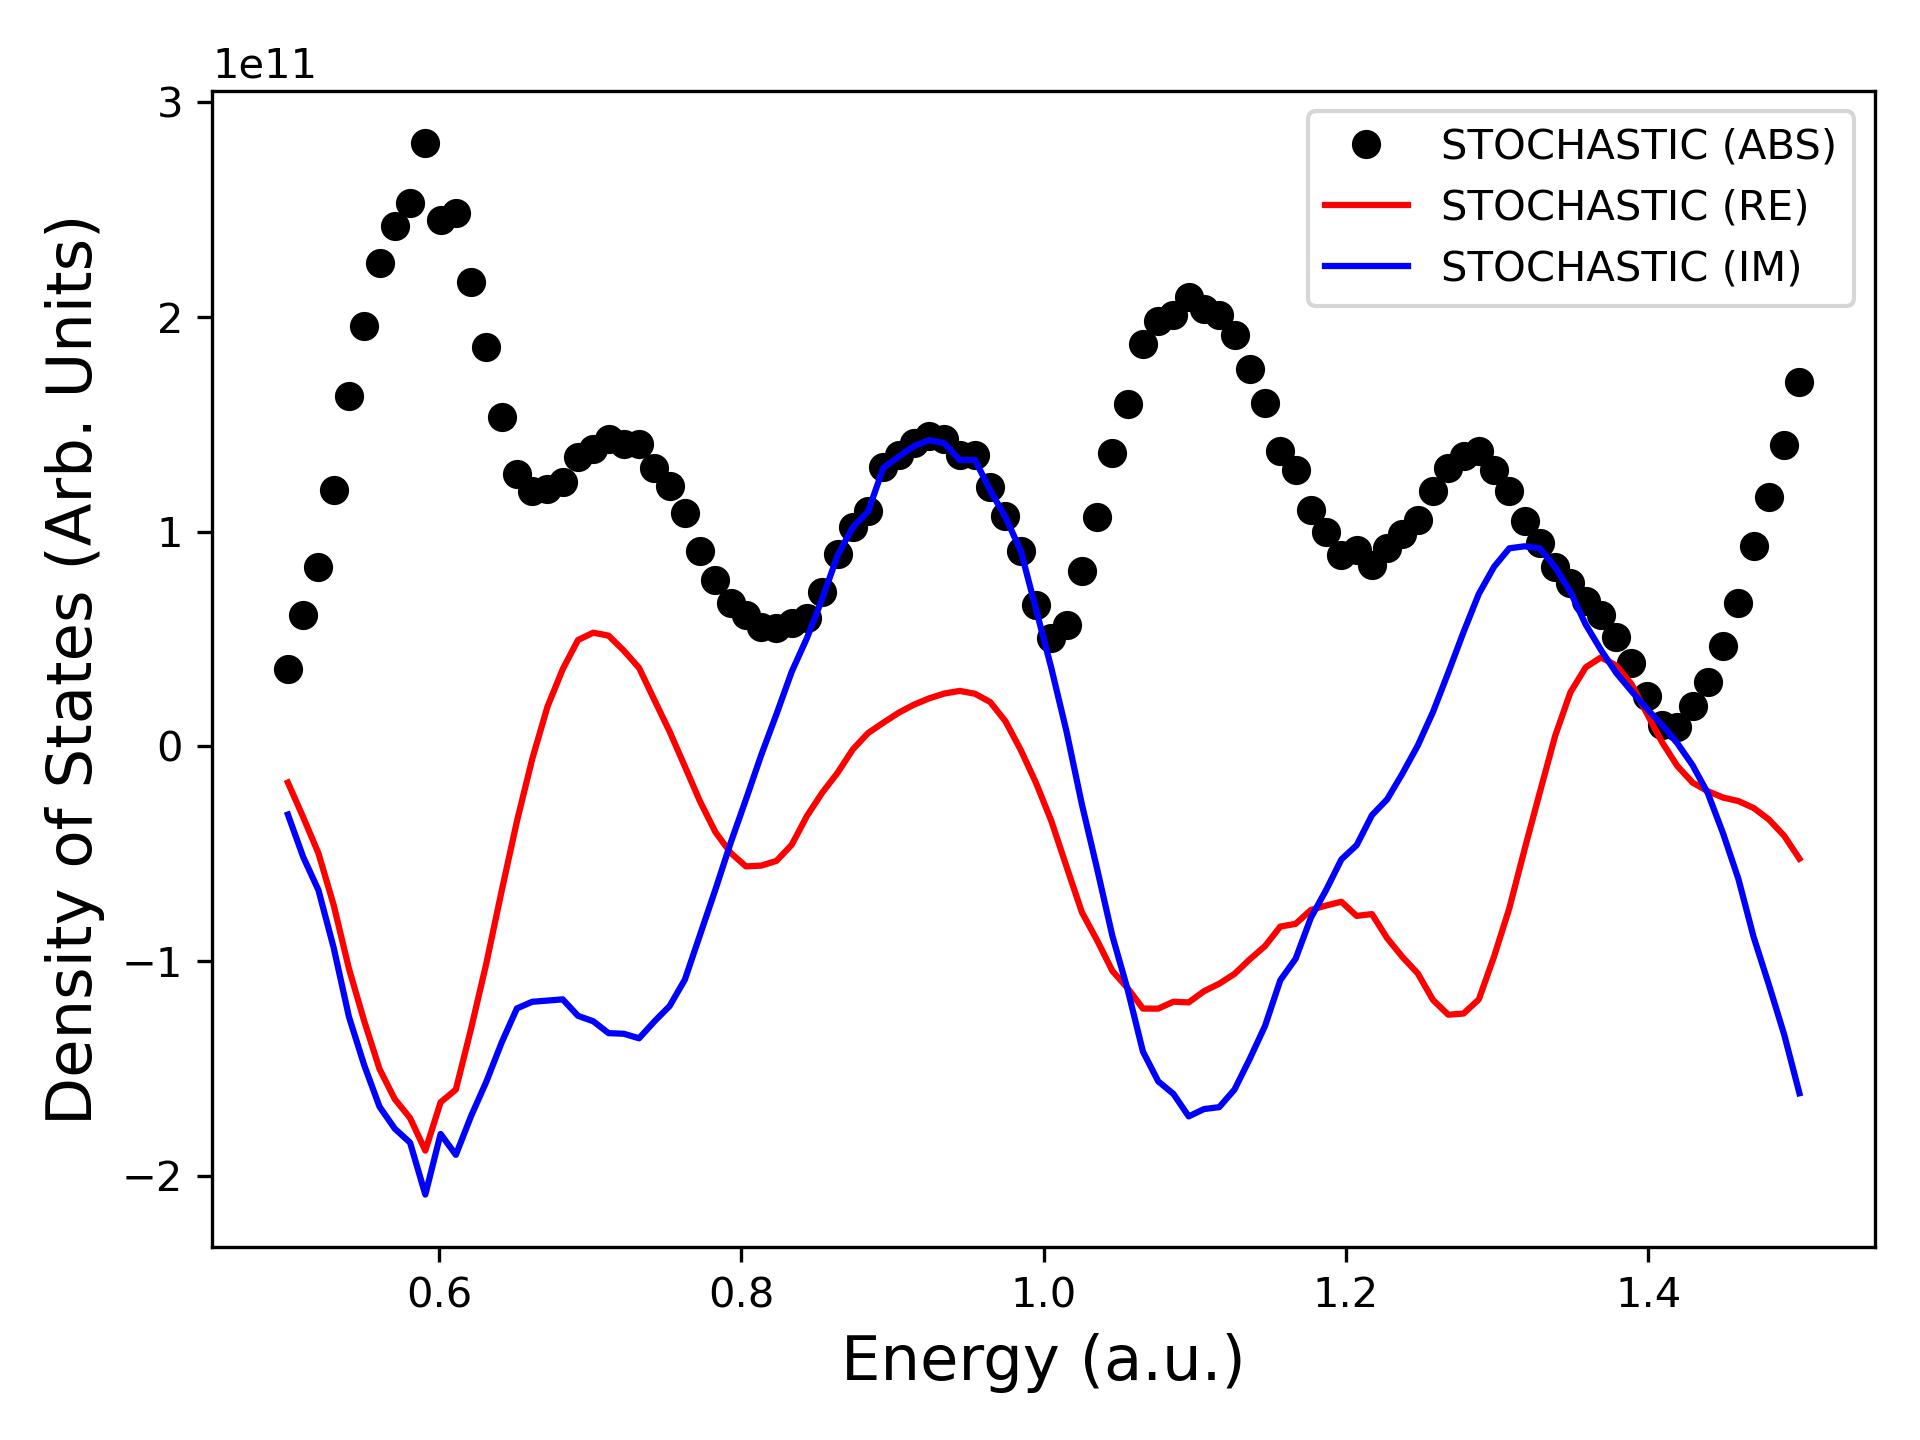 1e11
3
2
1
0
−1
−2
Density of States (Arb. Units)
STOCHASTIC (ABS)
STOCHASTIC (RE)
STOCHASTIC (IM)
0.6 0.8 1.0 1.2 1.4
Energy (a.u.)